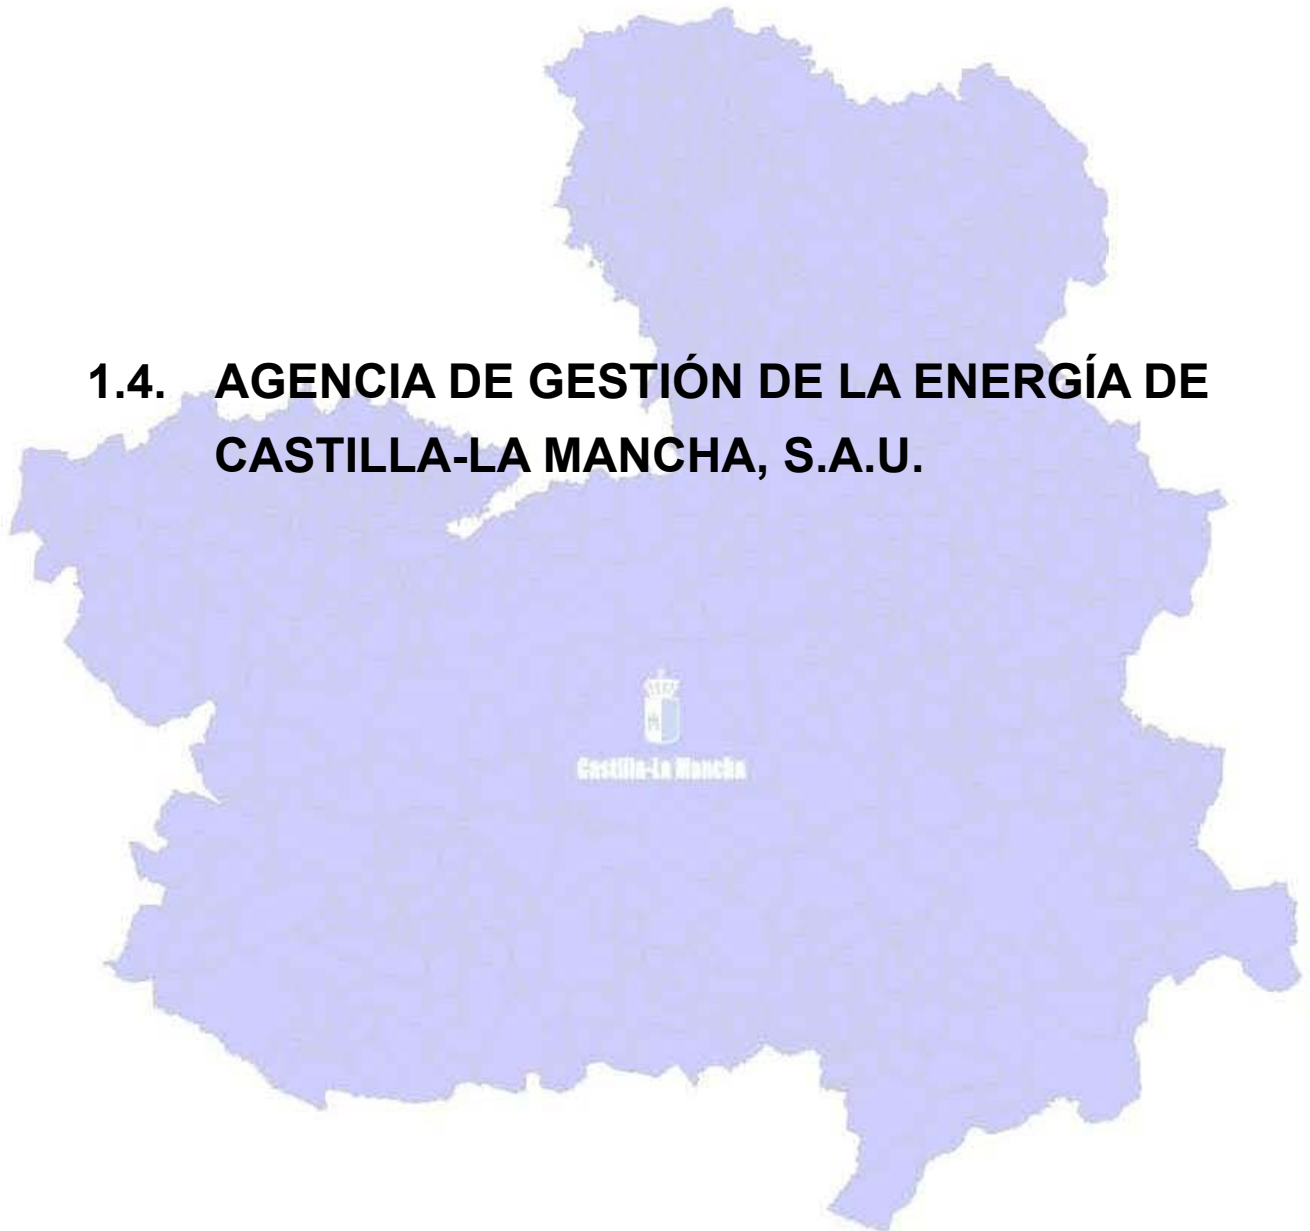 1.4. AGENCIA DE GESTIÓN DE LA ENERGÍA DE
CASTILLA-LA MANCHA, S.A.U.
Castilla-La Mancha